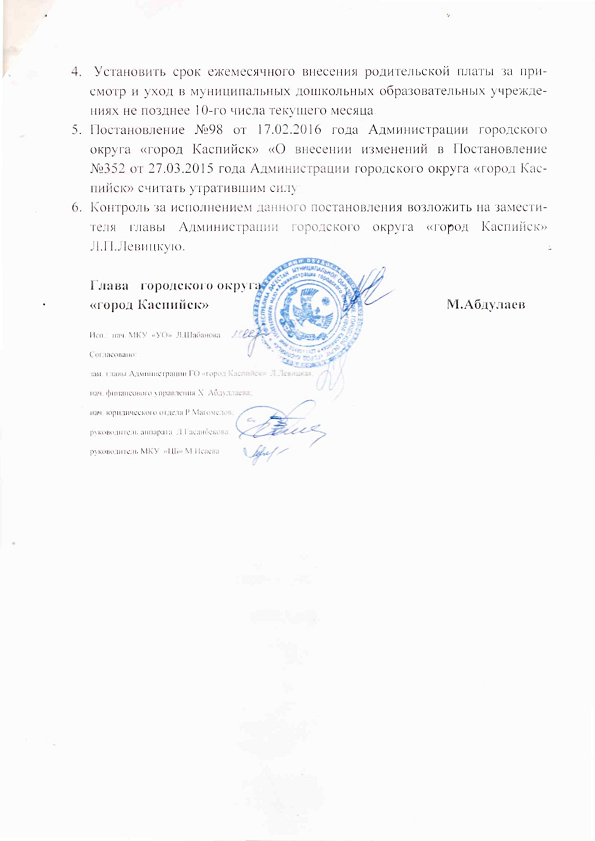 4. Установить срок ежемесячного внесения родительской платы за при-
смотр и уход в муниципальных дошкольных образовательных учрежде-
ниях не позднее 10-го числа текущего месяца
5. Постановление №98 от 17.02.2016 года Администрации городского
округа «город Каспийск» «О внесении изменений в Постановление
№352 от 27.03.2015 года Администрации городского округа «город Кас-
пийск» считать утратившим силу
6. Контроль за исполнением данного постановления возложить на замести-
теля главы Администрации городского округа «город Каспийск»
Л.П.Левицкую.
Глава городского округа
«город Каспийск» М.Абдулаев
Исп.: нач. МКУ «УО» Л.Шабанова
Согласовано
зам. главы Администрации ГО «город Каспийск» Л.Левицкая
нач. финансового управления Х. Абдуллаева;
нач. юридического отдела Р.Магомедов;
руководитель аппарата Л.Гасанбекова
руководитель МКУ «ЦБ» М.Исаева